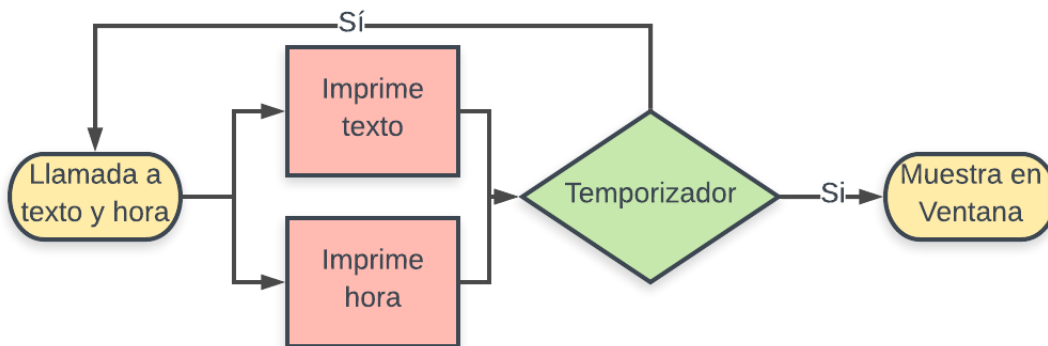 Sí
Imprime
texto
Llamada a
texto y hora
Temporizador
Si
Muestra en
Ventana
Imprime
hora